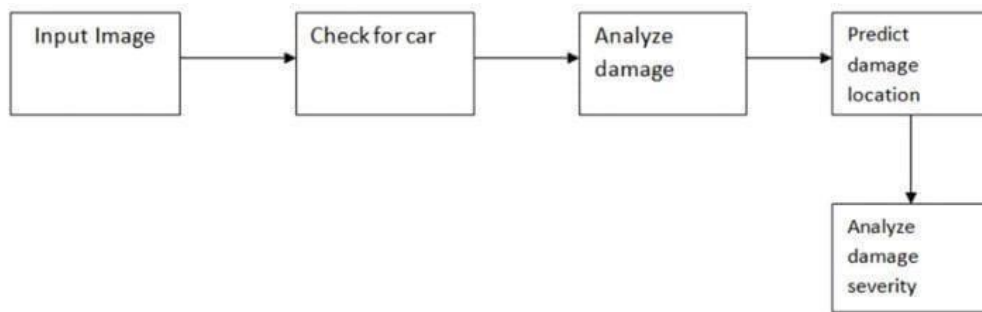 Input Image
Check for car
Analyze
damage
Predict
damage
location
Analyze
damage
severity